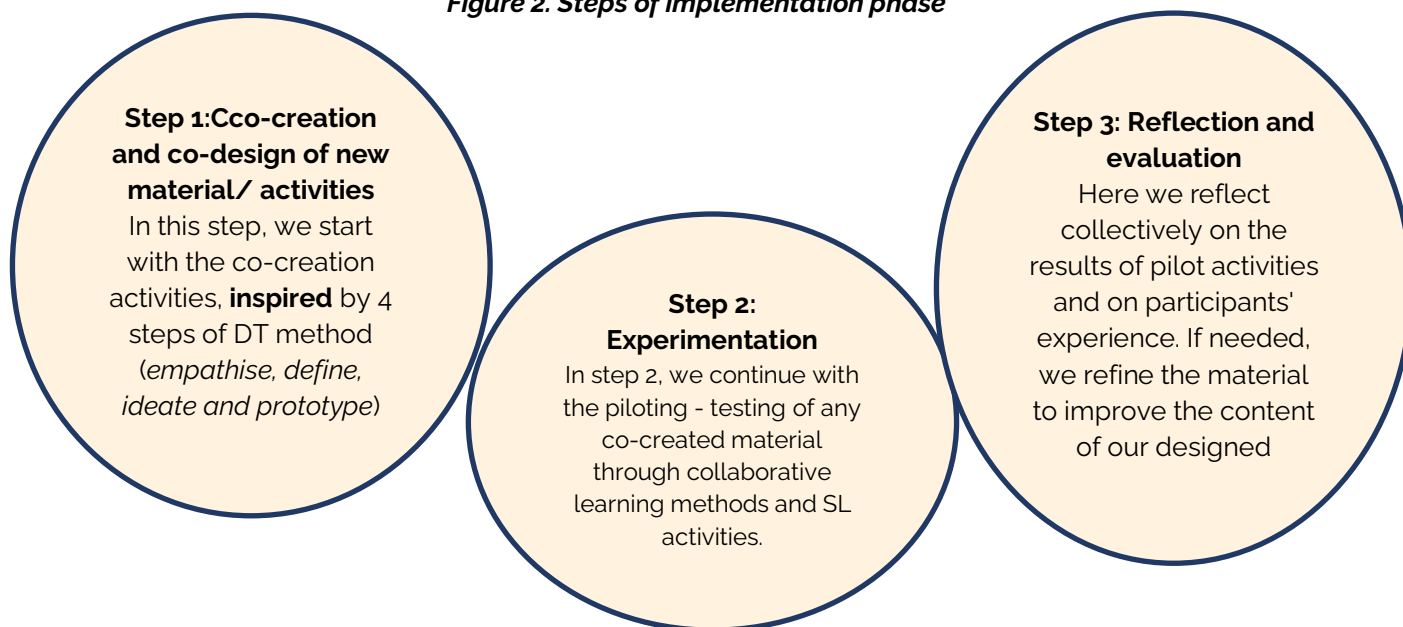 Figure 2. Steps of implementation phase
Step 1:Cco-creation
and co-design of new
material/ activities
In this step, we start
with the co-creation
activities, inspired by 4
steps of DT method
(empathise, define,
ideate and prototype)
Step 2:
Experimentation
In step 2, we continue with
the piloting - testing of any
co-created material
through collaborative
learning methods and SL
activities.
Step 3: Reflection and
evaluation
Here we reflect
collectively on the
results of pilot activities
and on participants'
experience. If needed,
we refine the material
to improve the content
of our designed